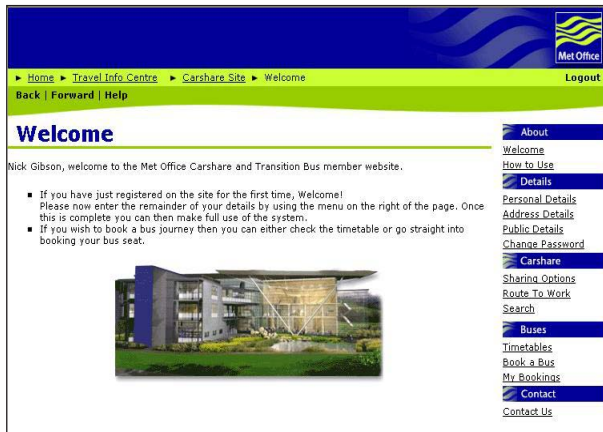 Met Office
► Home ► Travel Info Centre ► Carshare Site ► Welcome
Logout
Back | Forward | Help
Welcome
Nick Gibson, welcome to the Met Office Carshare and Transition Bus member website.
If you have just registered on the site for the first time, Welcome!
Please now enter the remainder of your details by using the menu on the right of the page. Once
this is complete you can then make full use of the system.
If you wish to book a bus journey then you can either check the timetable or go straight into
booking your bus seat.
About
Welcome
How to Use
Details
Personal Details
Address Details
Public Details
Change Password
Carshare
Sharing Options
Route To Work
Search
Buses
Timetables
Book a Bus
My Bookings
Contact
Contact Us